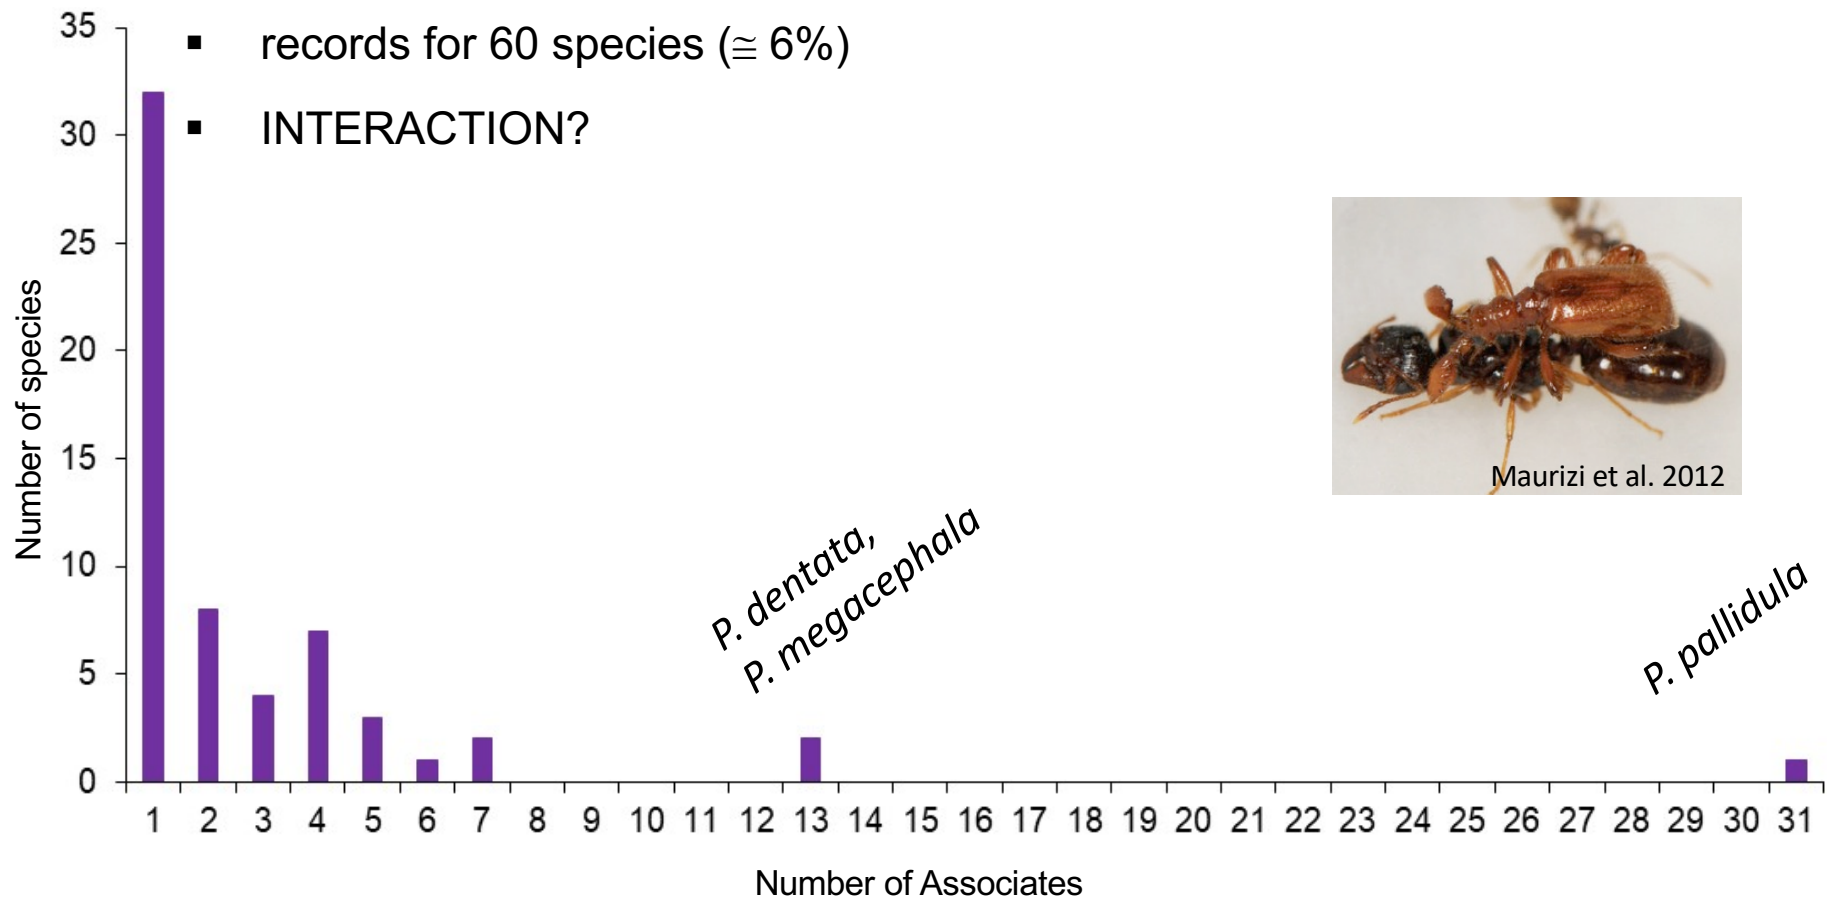 ▪ records for 60 species (≅ 6%)
▪ INTERACTION?
35
30
25
20
15
10
5
0
Number of species
Maurizi et al. 2012
P. dentata,
P. megacephala
P. pallidula
1 2 3 4 5 6 7 8 9 10 11 12 13 14 15 16 17 18 19 20 21 22 23 24 25 26 27 28 29 30 31
Number of Associates